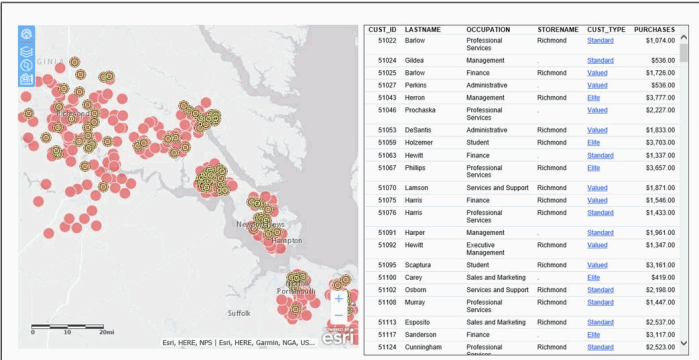 GINIA
Richmond
Hampton
Suffolk
0 10 20mi
Esri, HERE, NPS | Esri, HERE, Garmin, NGA, US...
esri
+
-
CUST_ID LASTNAME OCCUPATION STORENAME CUST_TYPE PURCHASES
51022 Barlow Professional Services Richmond Standard $1,074.00
51024 Gildea Management . Standard $536.00
51025 Barlow Finance Richmond Valued $1,726.00
51027 Perkins Administrative . Valued $536.00
51043 Herron Management Richmond Elite $3,777.00
51046 Prochaska Professional Services . Valued $2,227.00
51053 DeSantis Administrative Richmond Valued $1,833.00
51059 Holzemer Student Richmond Elite $3,703.00
51063 Hewitt Finance . Standard $1,337.00
51067 Phillips Professional Services Richmond Elite $3,657.00
51070 Lamson Services and Support Richmond Valued $1,871.00
51075 Harris Finance Richmond Valued $1,546.00
51076 Harris Professional Services Richmond Standard $1,433.00
51091 Harper Management . Standard $1,961.00
51092 Hewitt Executive Management Richmond Valued $1,347.00
51095 Scaptura Student Richmond Valued $3,161.00
51100 Carey Sales and Marketing . Elite $419.00
51102 Osborn Services and Support Richmond Standard $2,198.00
51108 Murray Professional Services Richmond Standard $1,447.00
51113 Esposito Sales and Marketing Richmond Standard $2,537.00
51117 Sanderson Finance Richmond Elite $3,117.00
51124 Cunningham Professional Richmond Standard $2,523.00